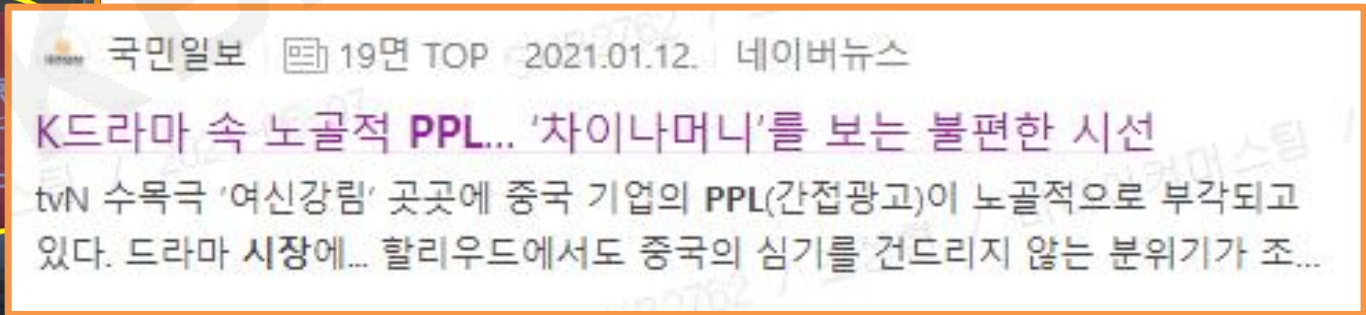 국민일보 19면 TOP 2021.01.12. 네이버뉴스
K드라마 속 노골적 PPL... '차이나머니'를 보는 불편한 시선
tvN 수목극 '여신강림' 곳곳에 중국 기업의 PPL(간접광고)이 노골적으로 부각되고
있다. 드라마 시장에... 할리우드에서도 중국의 심기를 건드리지 않는 분위기가 조...